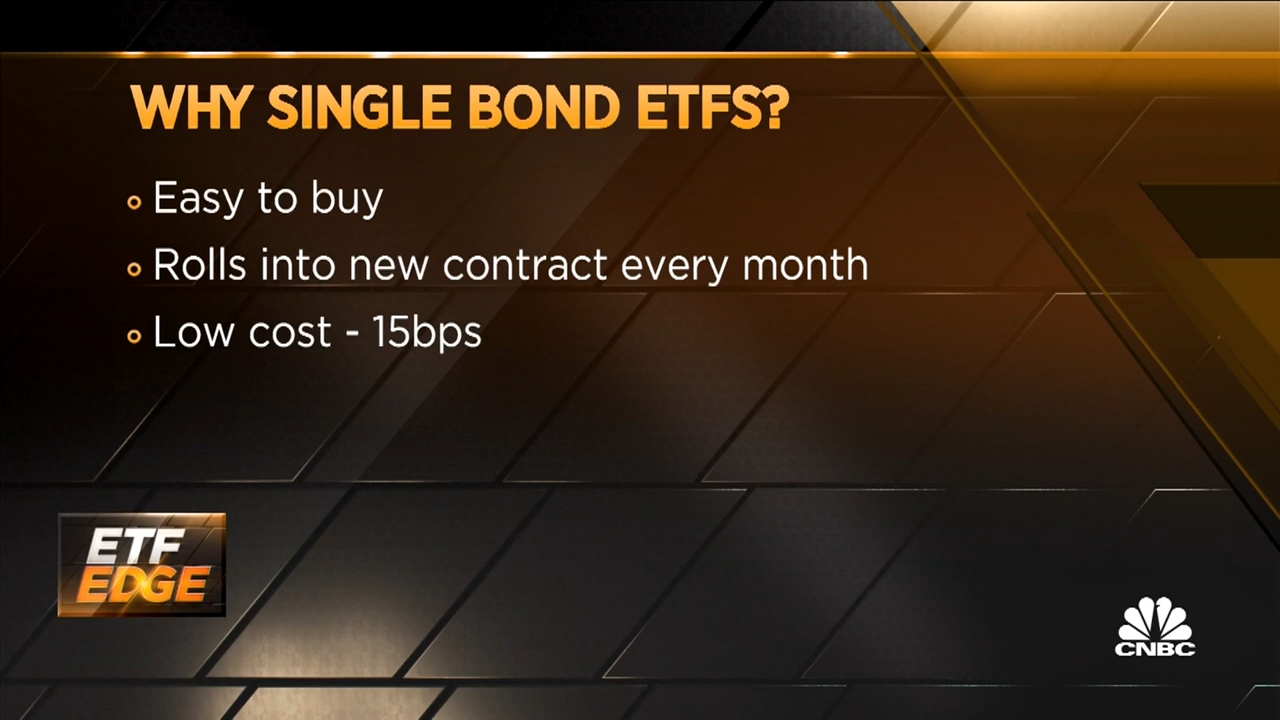 WHY SINGLE BOND ETFS?
Easy to buy
Rolls into new contract every month
Low cost - 15bps
ETF
EDGE
CNBC